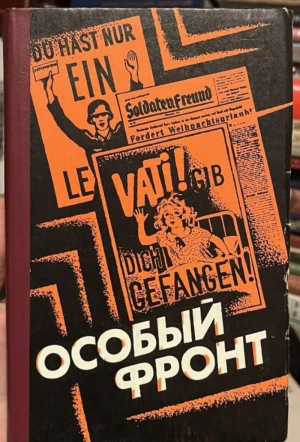 DU HAST NUR
EIN
LE
Soldatenfreund
Fordert Weihnachtsurlaub!
VATi! GIB
DICH
GEFANGEN!
ОСОБЫЙ
ФРОНТ